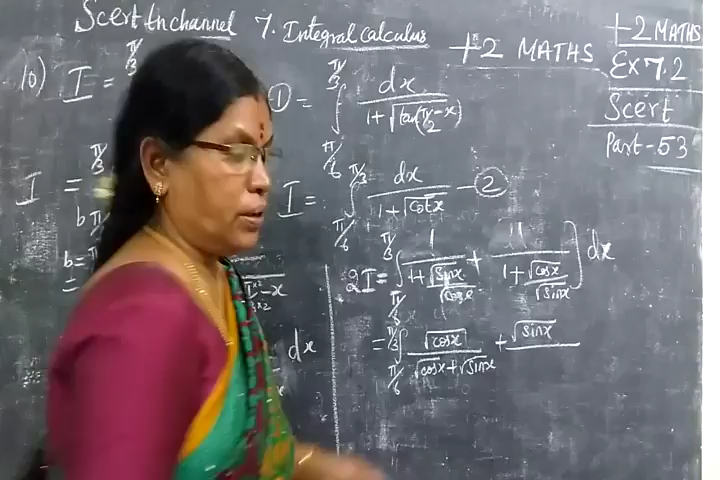 Scert tn channel 7. Integral calculus
+2 MATHS
+2 MATHS
Ex 7.2
Scert
Part-53
10) I = π/3
① = ∫_{π/6}^{π/3} dx / (1+√tan(π/2-x))
I = π/3
I = ∫_{π/6}^{π/3} dx / (1+√cotx) - ②
b
b=
=
-x
dx
2I = ∫_{π/6}^{π/3} [1 / (1+√sinx/√cosx) + 1 / (1+√cosx/√sinx)] dx
= ∫_{π/6}^{π/3} √cosx / (√cosx+√sinx) + √sinx